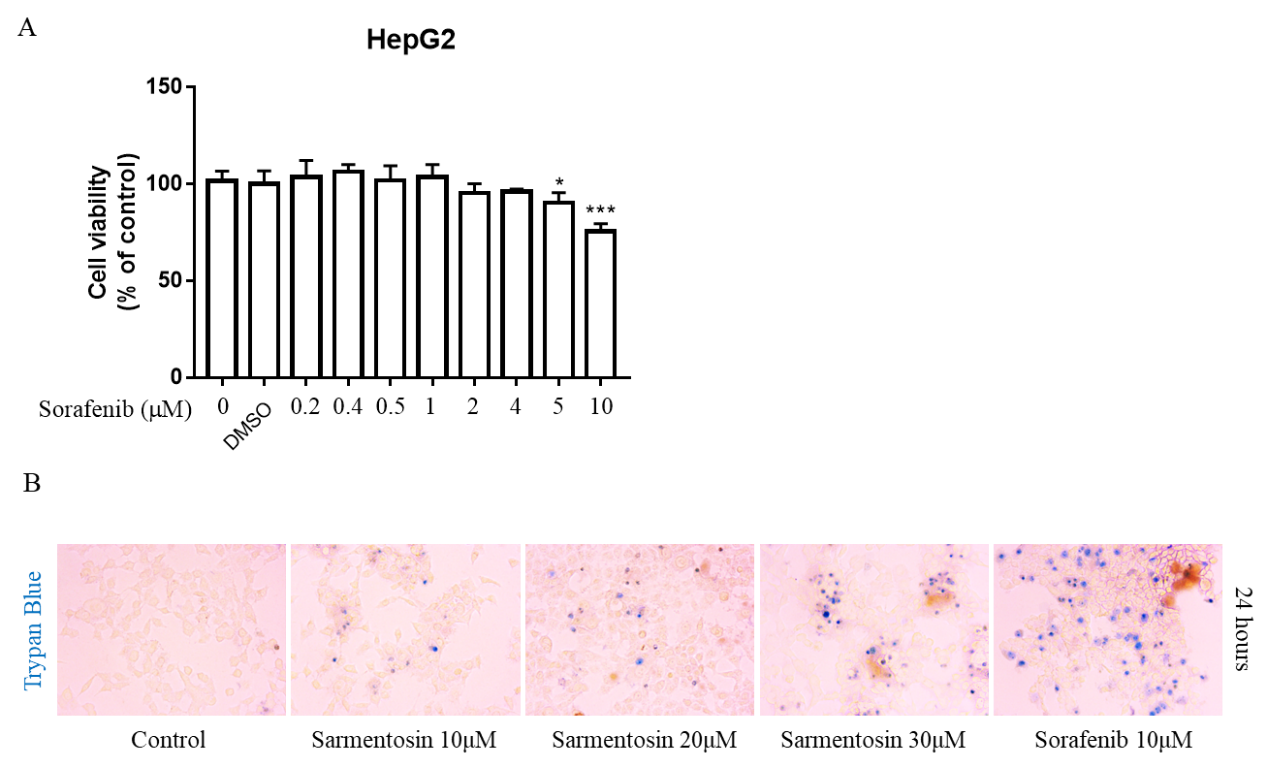 A
HepG2
Cell viability
(% of control)
150
100
50
0
*
***
Sorafenib (μM) 0 DMSO 0.2 0.4 0.5 1 2 4 5 10
B
Trypan Blue
24 hours
Control Sarmentosin 10μM Sarmentosin 20μM Sarmentosin 30μM Sorafenib 10μM